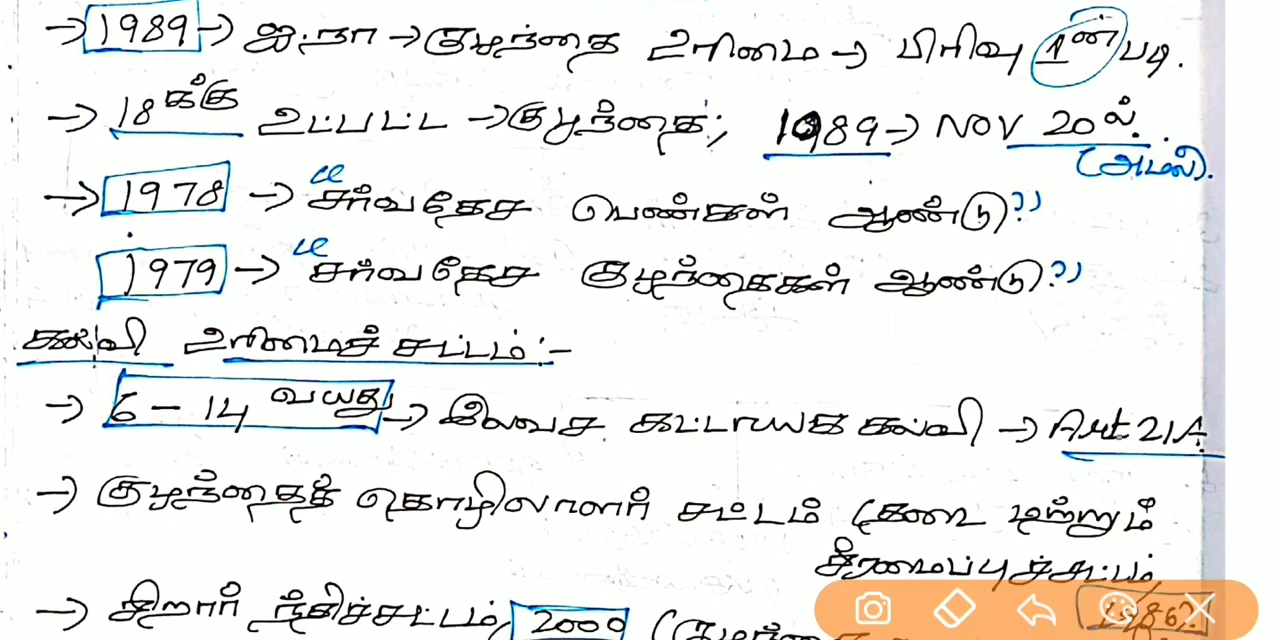 → 1989 → ஐ.நா → குழந்தை உரிமை → பிரிவு 1ன் படி.
→ 18க்கு உட்பட்ட → குழந்தை; 1989 → NOV 20ல்.
(அமல்).
→ 1978 → சர்வதேச பெண்கள் ஆண்டு??
1979 → சர்வதேச குழந்தைகள் ஆண்டு??
கல்வி உரிமைச் சட்டம்:-
→ 6 - 14 வயது → இலவச கட்டாயக் கல்வி → Art 21A
→ குழந்தைத் தொழிலாளர் சட்டம் (தடை மற்றும்
சீரமைப்புச்சட்டம்,
1986).
→ சிறார் நீதிச்சட்டம் 2000 (குழந்தை